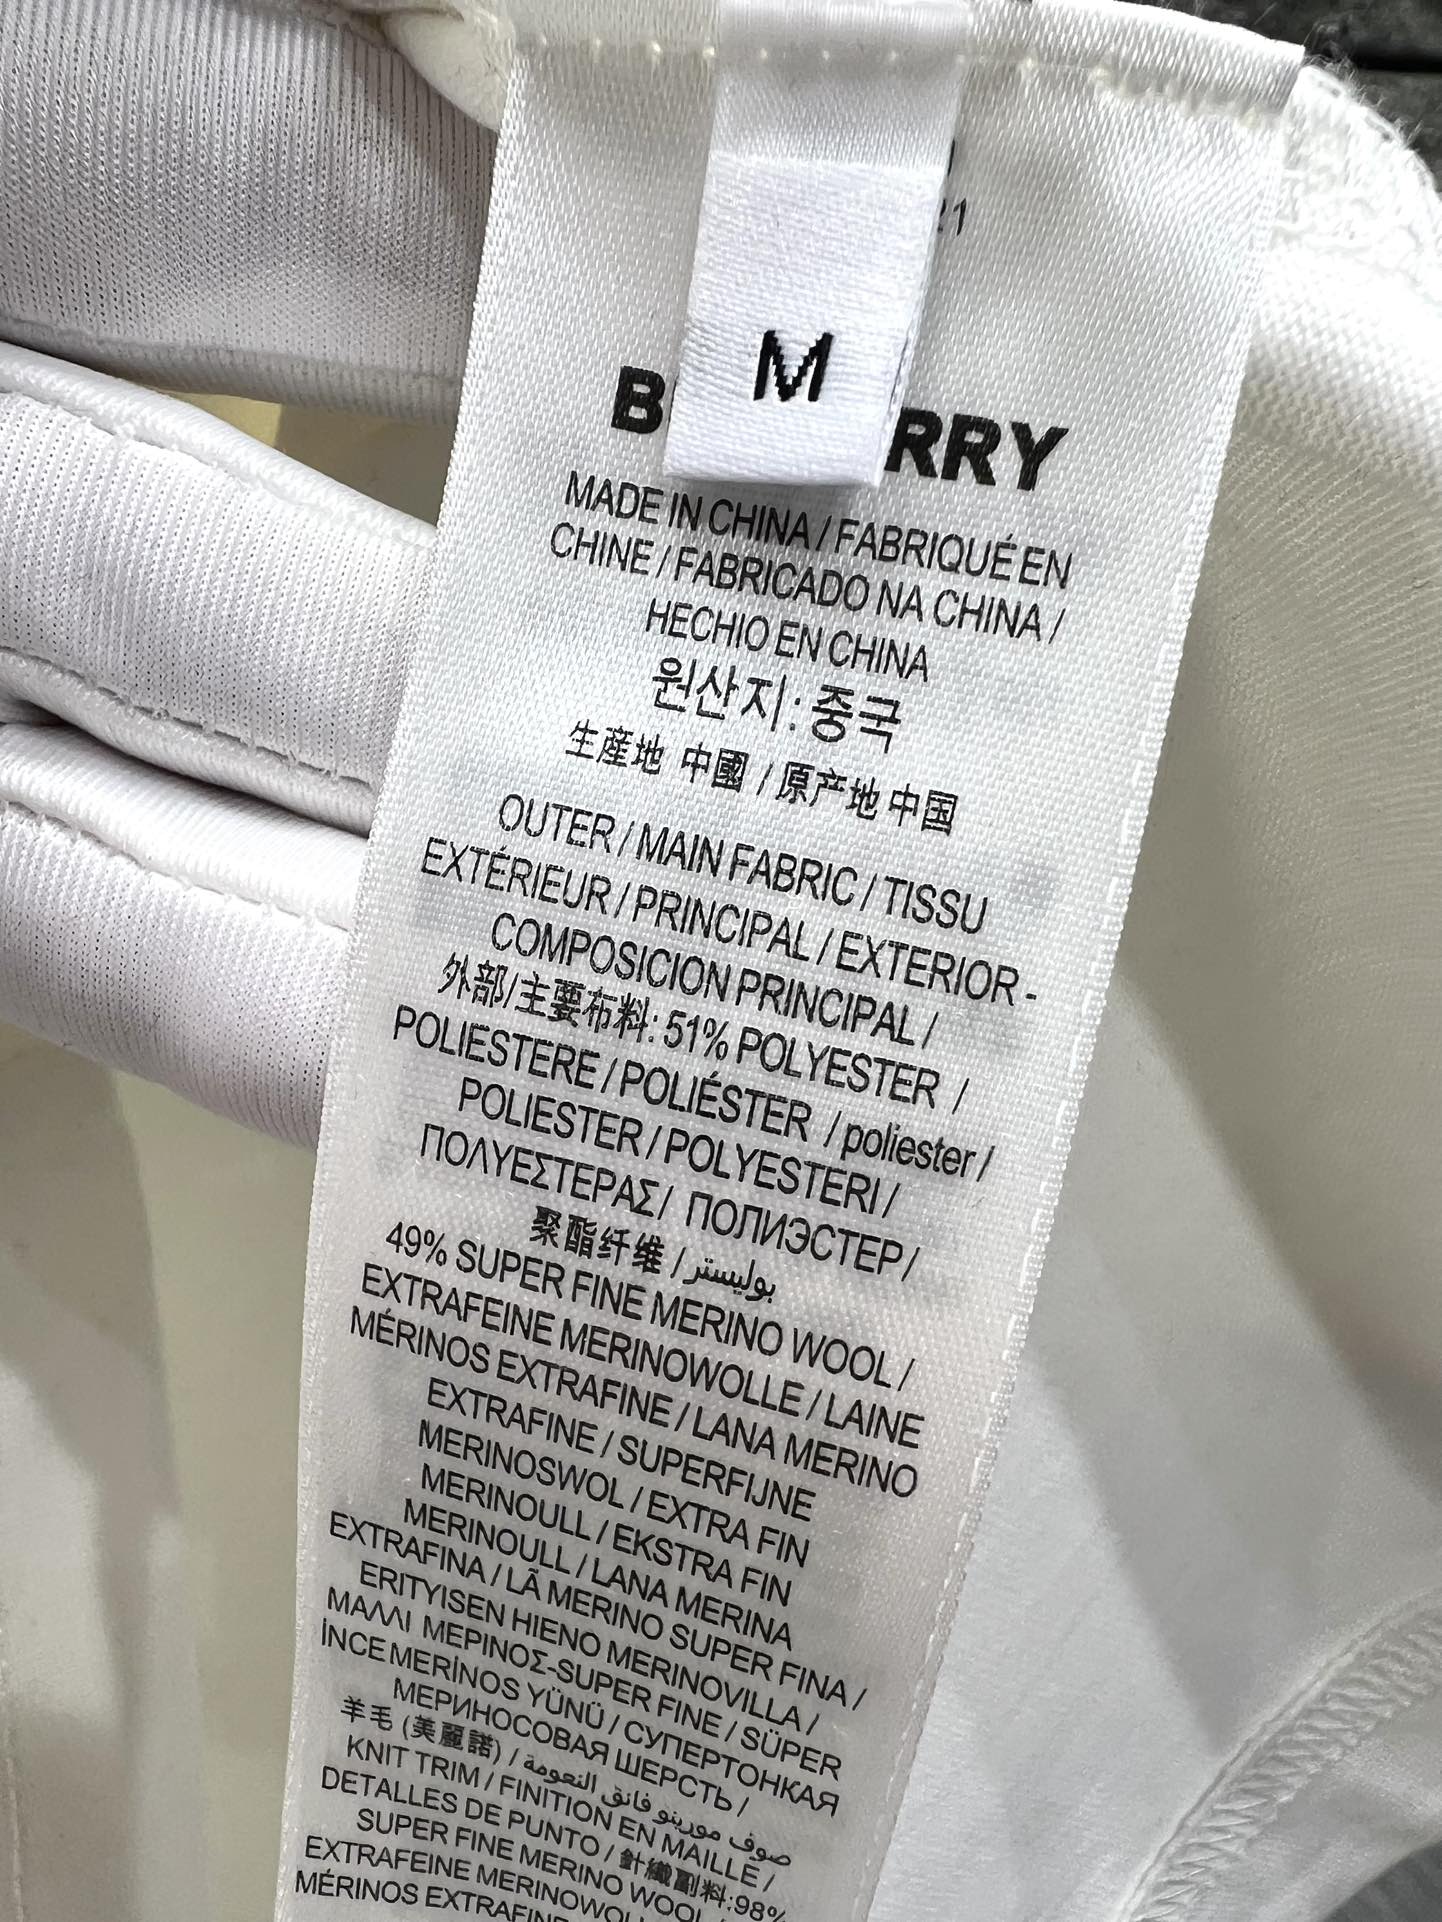 21
M
B RRY
MADE IN CHINA / FABRIQUÉ EN
CHINE / FABRICADO NA CHINA /
HECHIO EN CHINA
원산지: 중국
生産地 中國 / 原产地 中国
OUTER / MAIN FABRIC / TISSU
EXTÉRIEUR / PRINCIPAL / EXTERIOR -
COMPOSICION PRINCIPAL /
外部/主要布料: 51% POLYESTER /
POLIESTERE / POLIÉSTER / poliester /
POLIESTER / POLYESTERI /
ΠΟΛΥΕΣΤΕΡΑΣ / ПОЛИЭСТЕР /
聚酯纤维 / بوليستر
49% SUPER FINE MERINO WOOL /
EXTRAFEINE MERINOWOLLE / LAINE
MÉRINOS EXTRAFINE / LANA MERINO
EXTRAFINE / SUPERFIJNE
MERINOSWOL / EXTRA FIN
MERINOULL / EKSTRA FIN
MERINOULL / LANA MERINA
EXTRAFINA / LÃ MERINO SUPER FINA /
ERITYISEN HIENO MERINOVILLA /
ΜΑΛΛΙ ΜΕΡΙΝΟΣ-SUPER FINE / SÜPER
İNCE MERİNOS YÜNÜ / СУПЕРТОНКАЯ
МЕРИНОСОВАЯ ШЕРСТЬ /
羊毛 (美麗諾) / صوف مورينو فائق النعومة
KNIT TRIM / FINITION EN MAILLE /
DETALLES DE PUNTO / 針織副料: 98%
SUPER FINE MERINO WOOL /
EXTRAFEINE MERINOWOLLE /
MÉRINOS EXTRAFINE